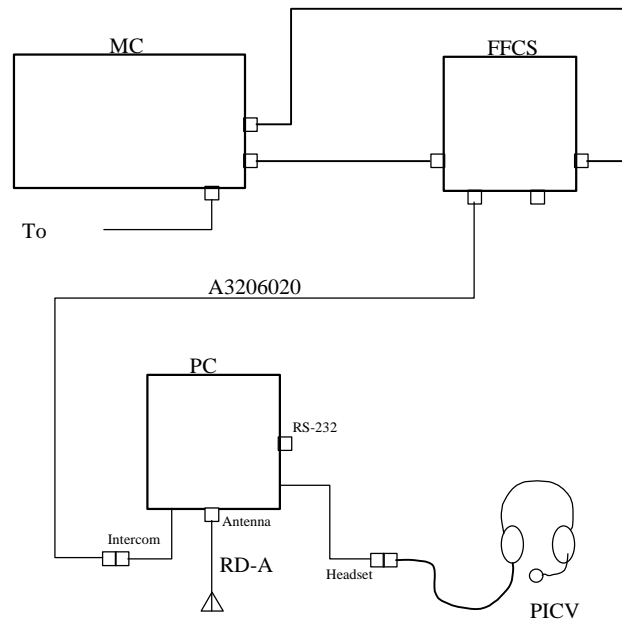 MC
FFCS
To
A3206020
PC
RS-232
Antenna
Intercom
RD-A
Headset
PICV